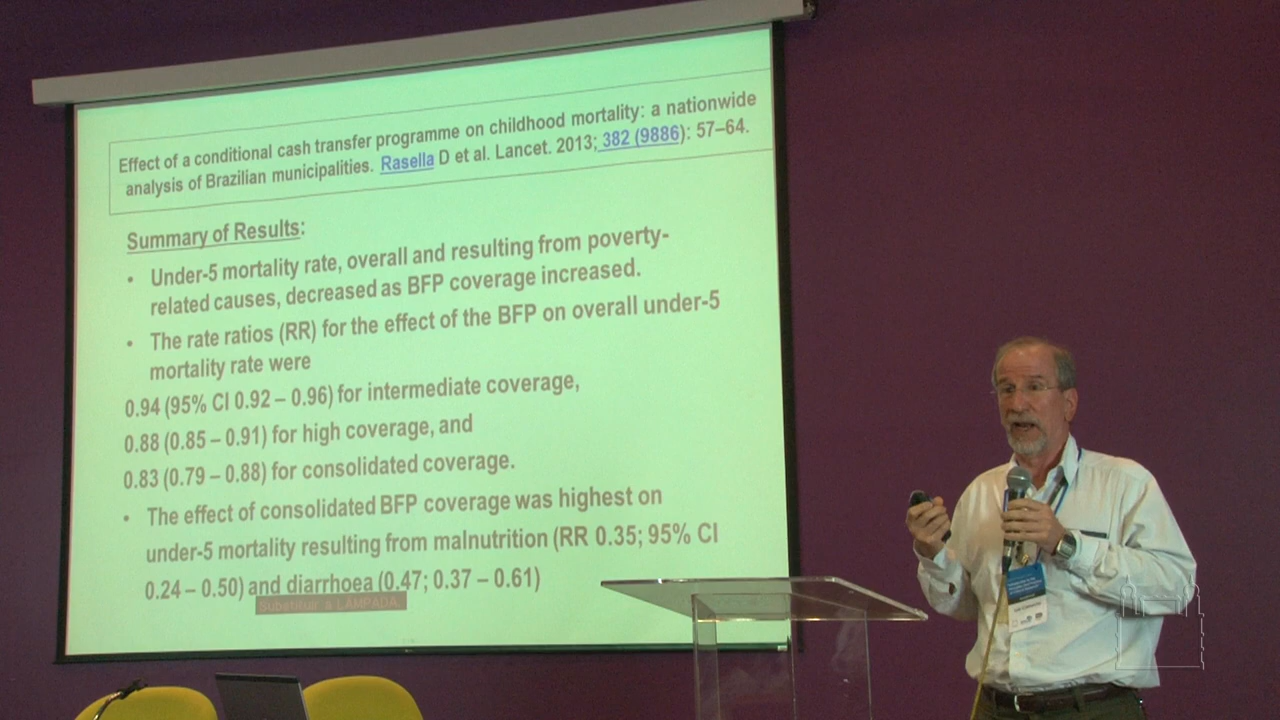 Effect of a conditional cash transfer programme on childhood mortality: a nationwide
analysis of Brazilian municipalities. Rasella D et al. Lancet. 2013; 382 (9886): 57–64.
Summary of Results:
• Under-5 mortality rate, overall and resulting from poverty-
related causes, decreased as BFP coverage increased.
• The rate ratios (RR) for the effect of the BFP on overall under-5
mortality rate were
0.94 (95% CI 0.92 – 0.96) for intermediate coverage,
0.88 (0.85 – 0.91) for high coverage, and
0.83 (0.79 – 0.88) for consolidated coverage.
• The effect of consolidated BFP coverage was highest on
under-5 mortality resulting from malnutrition (RR 0.35; 95% CI
0.24 – 0.50) and diarrhoea (0.47; 0.37 – 0.61)
Substituir a LÂMPADA.